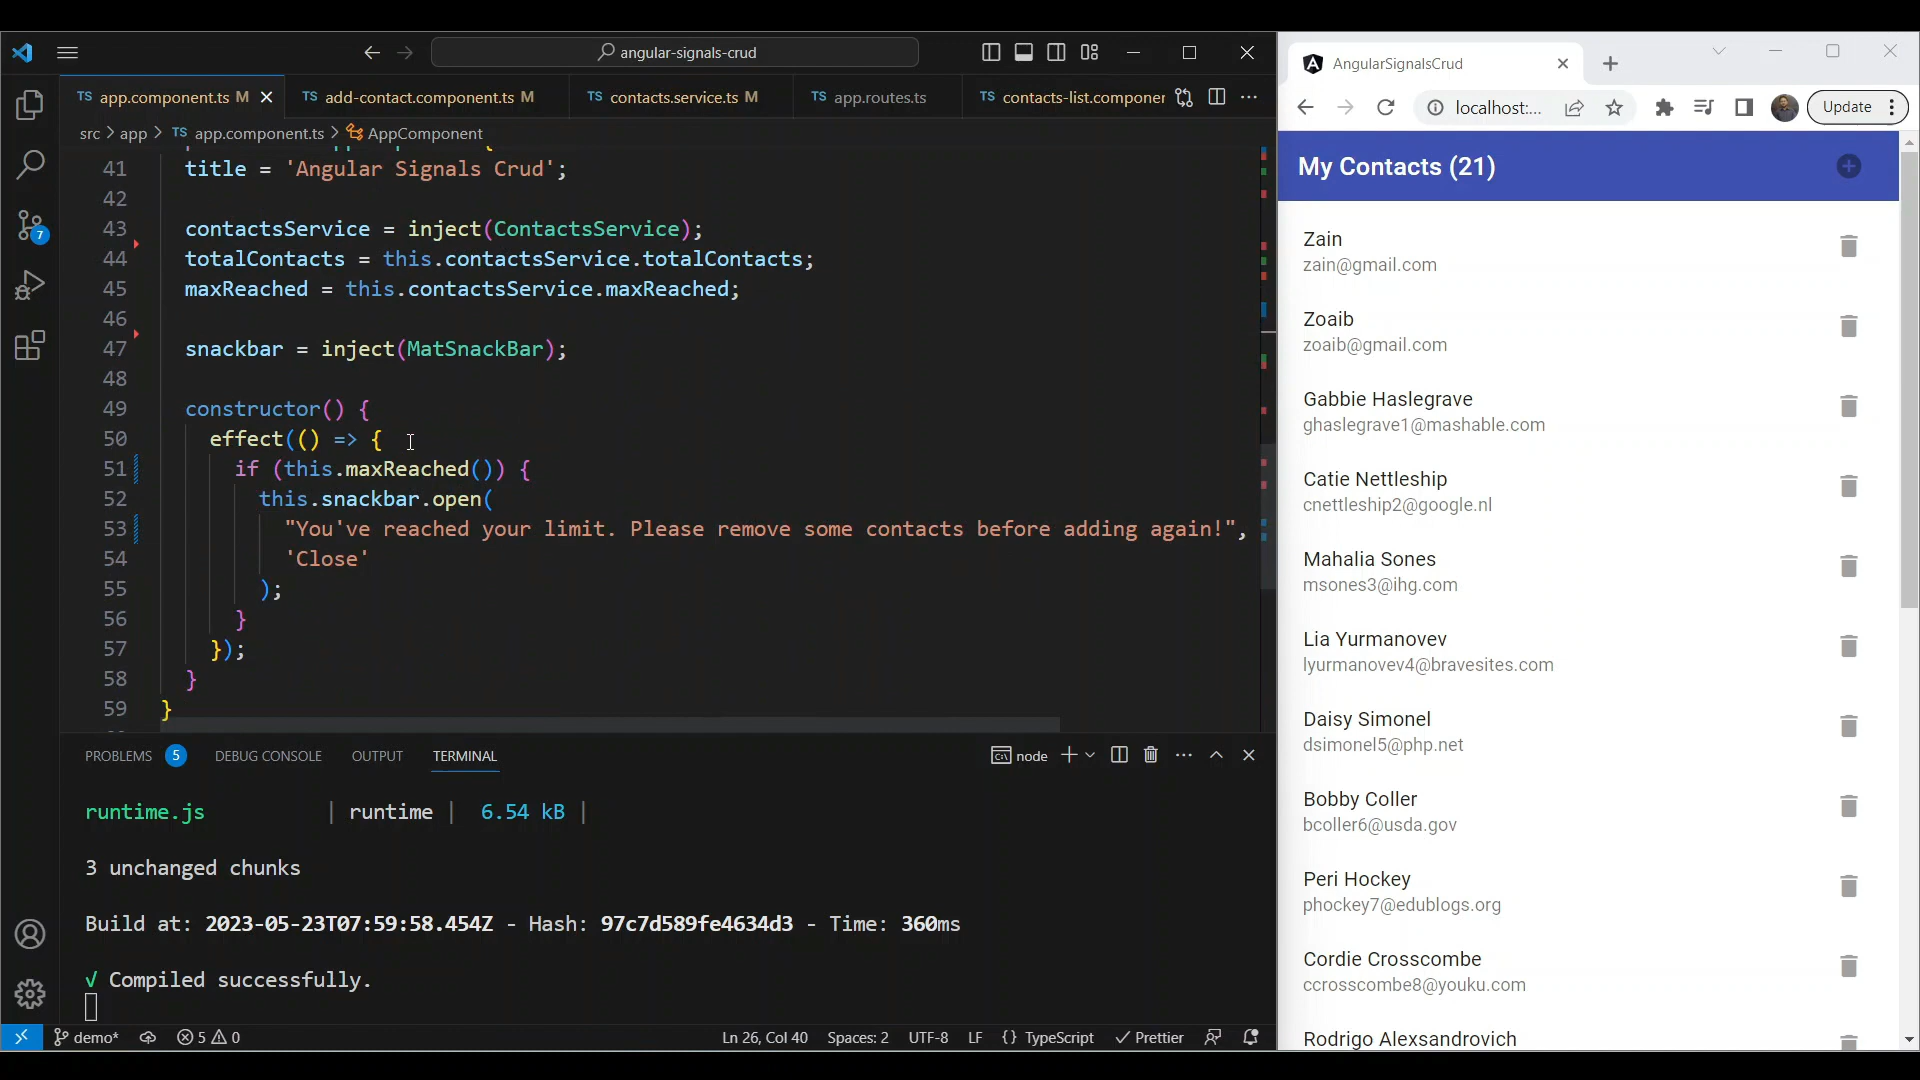 angular-signals-crud
TS app.component.ts M
TS add-contact.component.ts M
TS contacts.service.ts M
TS app.routes.ts
TS contacts-list.componer
src > app > TS app.component.ts > AppComponent
41 title = 'Angular Signals Crud';
42
43 contactsService = inject(ContactsService);
44 totalContacts = this.contactsService.totalContacts;
45 maxReached = this.contactsService.maxReached;
46
47 snackbar = inject(MatSnackBar);
48
49 constructor() {
50 effect(() => {
51 if (this.maxReached()) {
52 this.snackbar.open(
53 "You've reached your limit. Please remove some contacts before adding again!",
54 'Close'
55 );
56 }
57 });
58 }
59 }
7
PROBLEMS 5 DEBUG CONSOLE OUTPUT TERMINAL
node
runtime.js | runtime | 6.54 kB |
3 unchanged chunks
Build at: 2023-05-23T07:59:58.454Z - Hash: 97c7d589fe4634d3 - Time: 360ms
√ Compiled successfully.
demo* 5 0 Ln 26, Col 40 Spaces: 2 UTF-8 LF {} TypeScript Prettier
AngularSignalsCrud
localhost:...
Update
My Contacts (21)
Zain
zain@gmail.com
Zoaib
zoaib@gmail.com
Gabbie Haslegrave
ghaslegrave1@mashable.com
Catie Nettleship
cnettleship2@google.nl
Mahalia Sones
msones3@ihg.com
Lia Yurmanovev
lyurmanovev4@bravesites.com
Daisy Simonel
dsimonel5@php.net
Bobby Coller
bcoller6@usda.gov
Peri Hockey
phockey7@edublogs.org
Cordie Crosscombe
ccrosscombe8@youku.com
Rodrigo Alexsandrovich